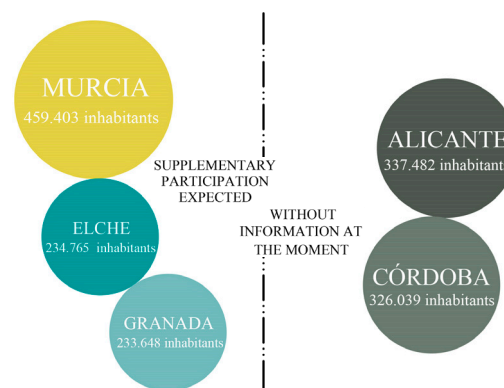 MURCIA
459.403 inhabitants
SUPPLEMENTARY
PARTICIPATION
EXPECTED
ELCHE
234.765 inhabitants
GRANADA
233.648 inhabitants
ALICANTE
337.482 inhabitants
WITHOUT
INFORMATION AT
THE MOMENT
CÓRDOBA
326.039 inhabitants